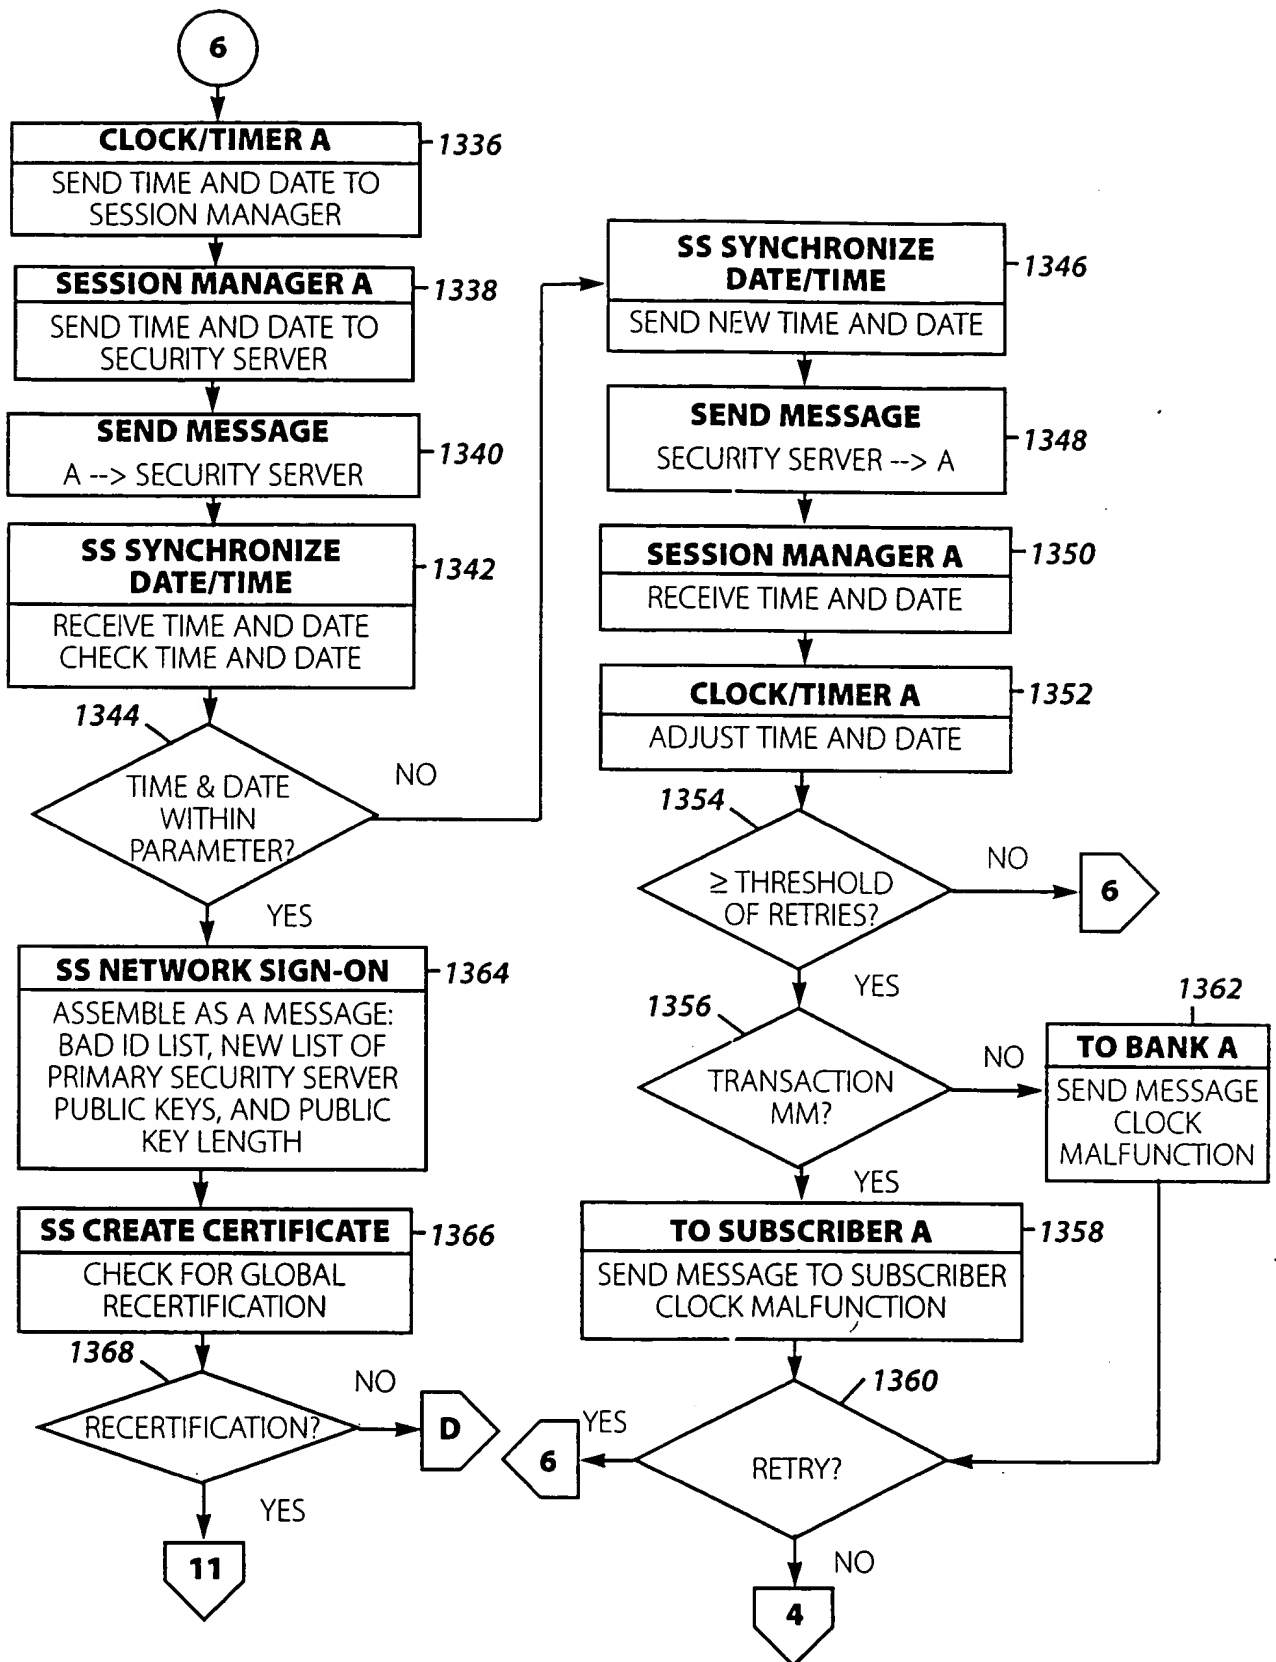 6
CLOCK/TIMER A
1336
SEND TIME AND DATE TO
SESSION MANAGER
SESSION MANAGER A
1338
SEND TIME AND DATE TO
SECURITY SERVER
SEND MESSAGE
1340
A --> SECURITY SERVER
SS SYNCHRONIZE
DATE/TIME
1342
RECEIVE TIME AND DATE
CHECK TIME AND DATE
1344
TIME & DATE
WITHIN
PARAMETER?
NO
YES
SS NETWORK SIGN-ON
1364
ASSEMBLE AS A MESSAGE:
BAD ID LIST, NEW LIST OF
PRIMARY SECURITY SERVER
PUBLIC KEYS, AND PUBLIC
KEY LENGTH
SS CREATE CERTIFICATE
1366
CHECK FOR GLOBAL
RECERTIFICATION
1368
RECERTIFICATION?
NO
D
YES
11
SS SYNCHRONIZE
DATE/TIME
1346
SEND NEW TIME AND DATE
SEND MESSAGE
1348
SECURITY SERVER --> A
SESSION MANAGER A
1350
RECEIVE TIME AND DATE
CLOCK/TIMER A
1352
ADJUST TIME AND DATE
1354
≥ THRESHOLD
OF RETRIES?
NO
6
YES
1356
TRANSACTION
MM?
NO
1362
TO BANK A
SEND MESSAGE
CLOCK
MALFUNCTION
YES
TO SUBSCRIBER A
1358
SEND MESSAGE TO SUBSCRIBER
CLOCK MALFUNCTION
1360
RETRY?
YES
6
NO
4